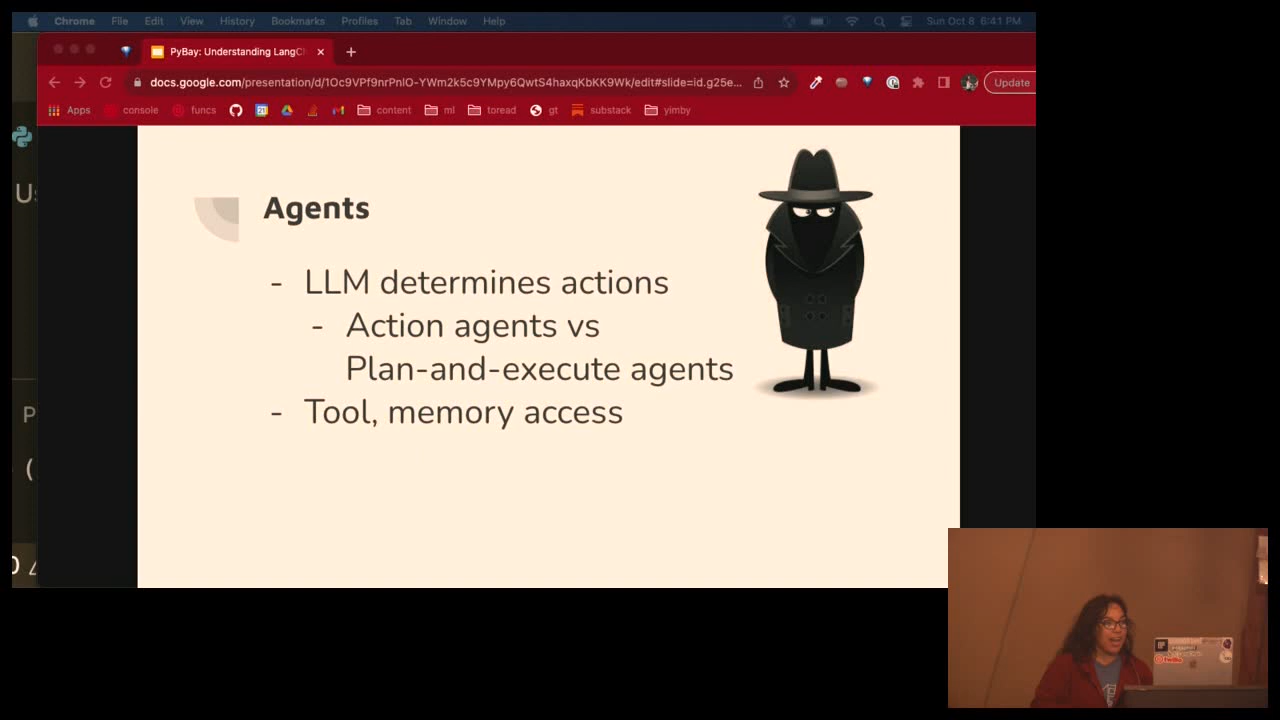 Chrome File Edit View History Bookmarks Profiles Tab Window Help Sun Oct 8 6:41 PM
PyBay: Understanding LangCh
docs.google.com/presentation/d/1Oc9VPf9nrPnlO-YWm2k5c9YMpy6QwtS4haxqKbKK9Wk/edit#slide=id.g25e... Update
Apps console funcs content ml toread gt substack yimby
Agents
- LLM determines actions
- Action agents vs
Plan-and-execute agents
- Tool, memory access
U
P
(